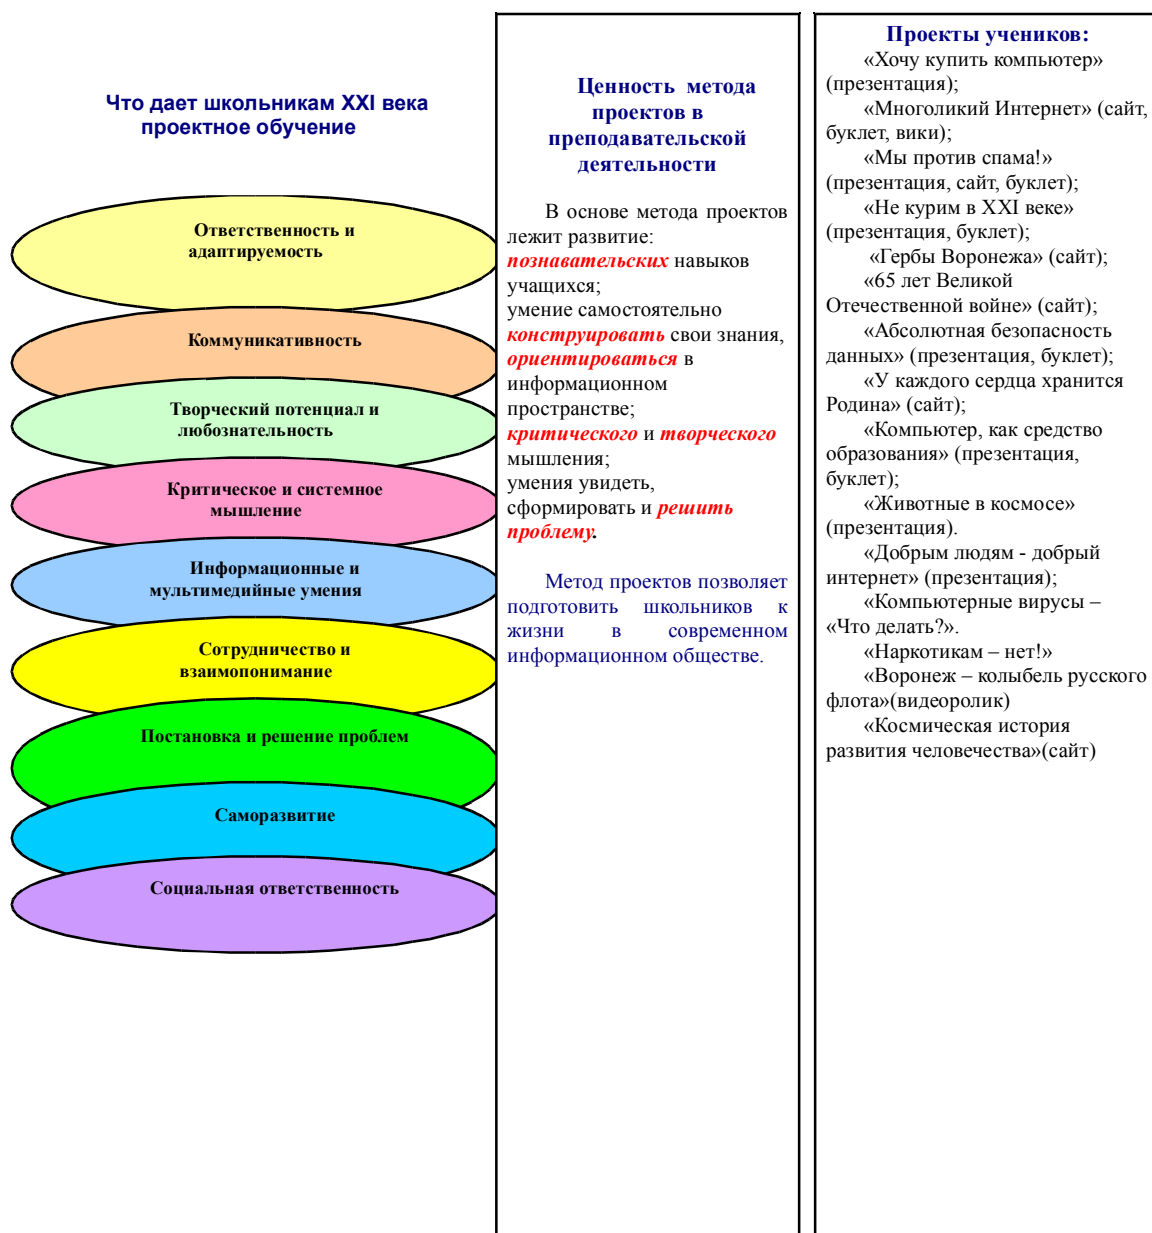 Что дает школьникам XXI века
проектное обучение
Ответственность и
адаптируемость
Коммуникативность
Творческий потенциал и
любознательность
Критическое и системное
мышление
Информационные и
мультимедийные умения
Сотрудничество и
взаимопонимание
Постановка и решение проблем
Саморазвитие
Социальная ответственность
Ценность метода
проектов в
преподавательской
деятельности
В основе метода проектов
лежит развитие:
познавательских навыков
учащихся;
умение самостоятельно
конструировать свои знания,
ориентироваться в
информационном
пространстве;
критического и творческого
мышления;
умения увидеть,
сформировать и решить
проблему.
Метод проектов позволяет
подготовить школьников к
жизни в современном
информационном обществе.
Проекты учеников:
«Хочу купить компьютер»
(презентация);
«Многоликий Интернет» (сайт,
буклет, вики);
«Мы против спама!»
(презентация, сайт, буклет);
«Не курим в XXI веке»
(презентация, буклет);
«Гербы Воронежа» (сайт);
«65 лет Великой
Отечественной войне» (сайт);
«Абсолютная безопасность
данных» (презентация, буклет);
«У каждого сердца хранится
Родина» (сайт);
«Компьютер, как средство
образования» (презентация,
буклет);
«Животные в космосе»
(презентация).
«Добрым людям - добрый
интернет» (презентация);
«Компьютерные вирусы –
«Что делать?».
«Наркотикам – нет!»
«Воронеж – колыбель русского
флота»(видеоролик)
«Космическая история
развития человечества»(сайт)